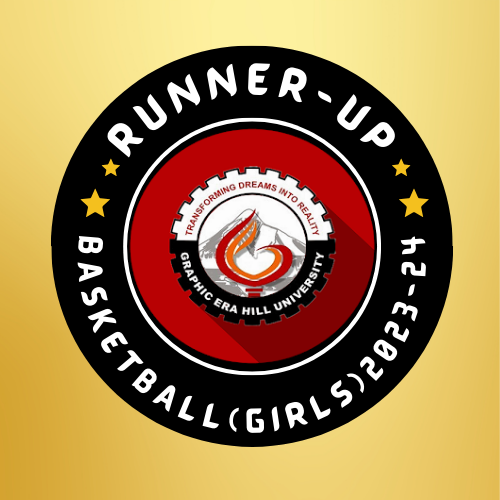 RUNNER-UP
TRANSFORMING DREAMS INTO REALITY
GRAPHIC ERA HILL UNIVERSITY
BASKETBALL(GIRLS)2023-24